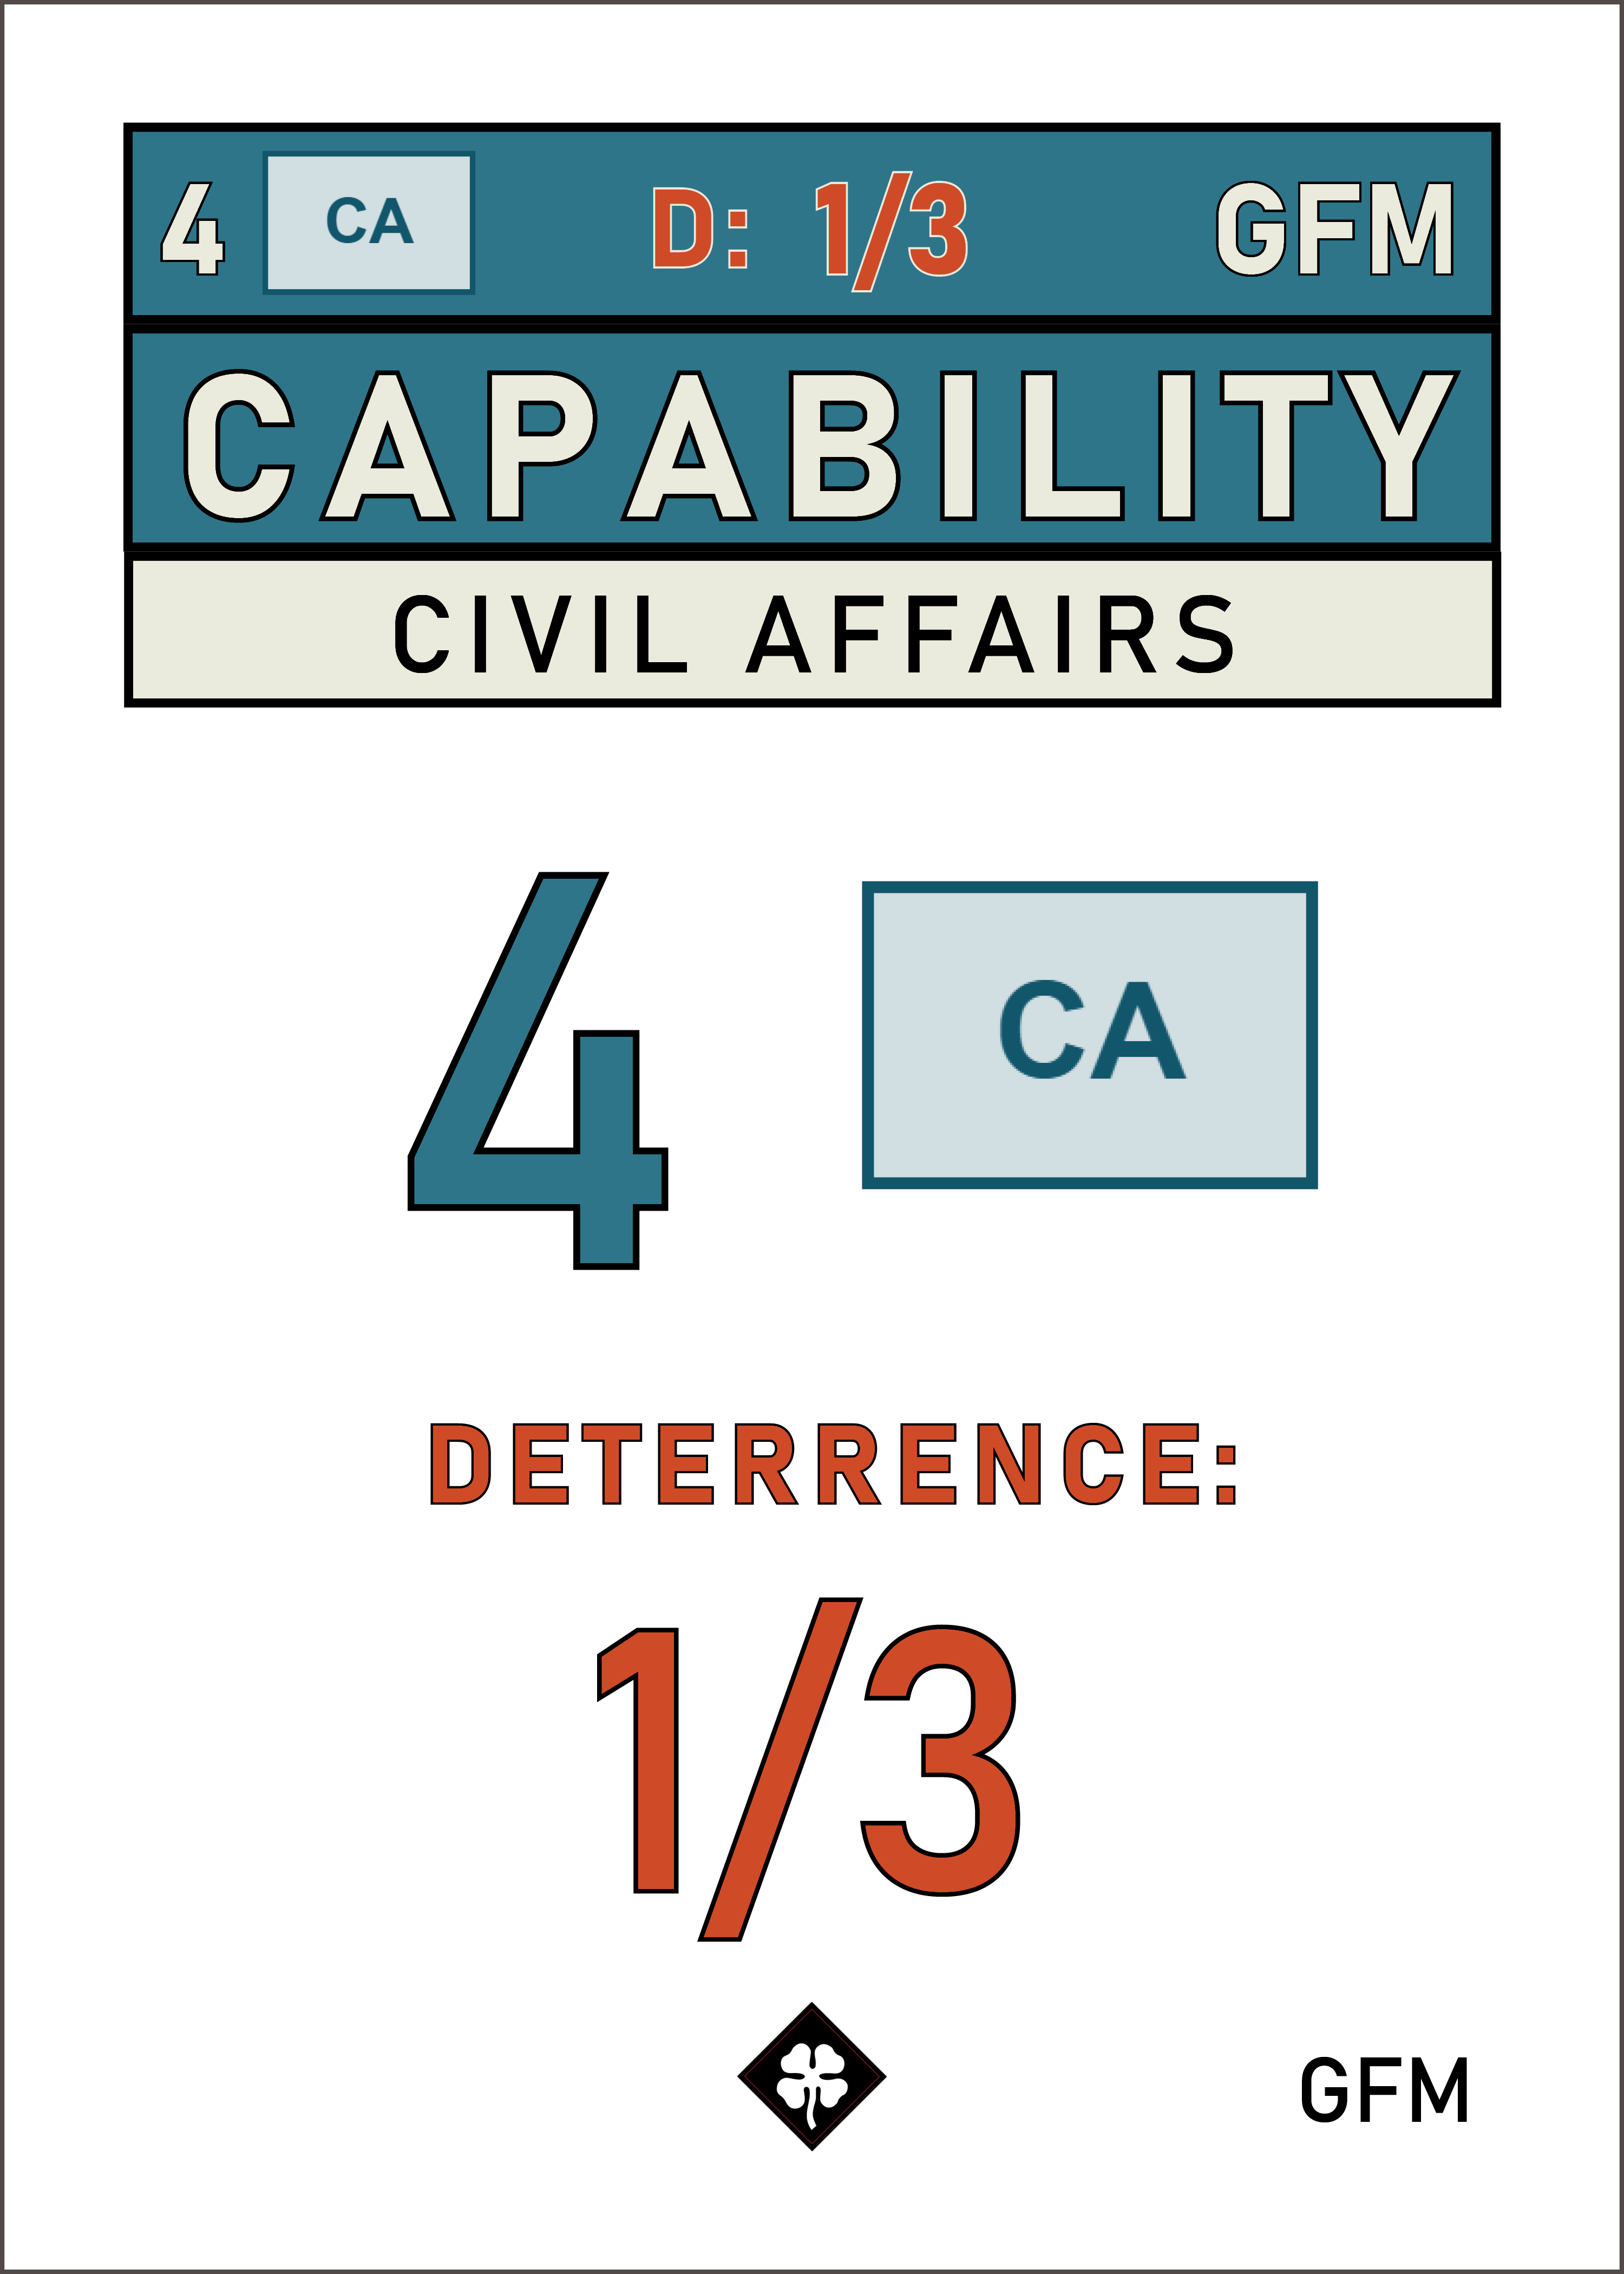 4 CA D: 1/3 GFM
CAPABILITY
CIVIL AFFAIRS
4 CA
DETERRENCE:
1/3
GFM